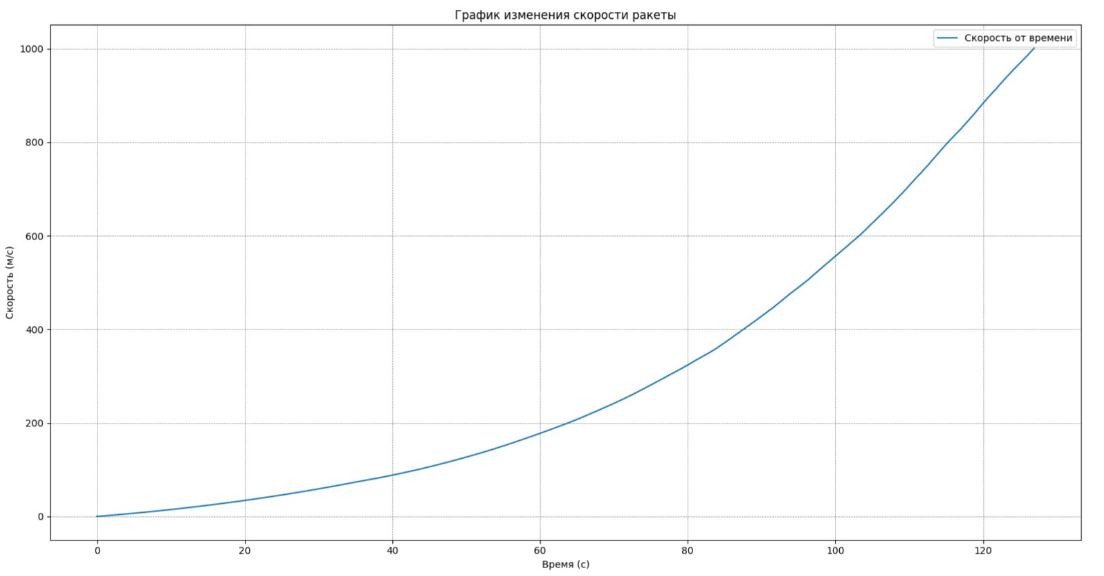 График изменения скорости ракеты
Скорость от времени
1000
800
600
400
200
0
Скорость (м/с)
0 20 40 60 80 100 120
Время (с)